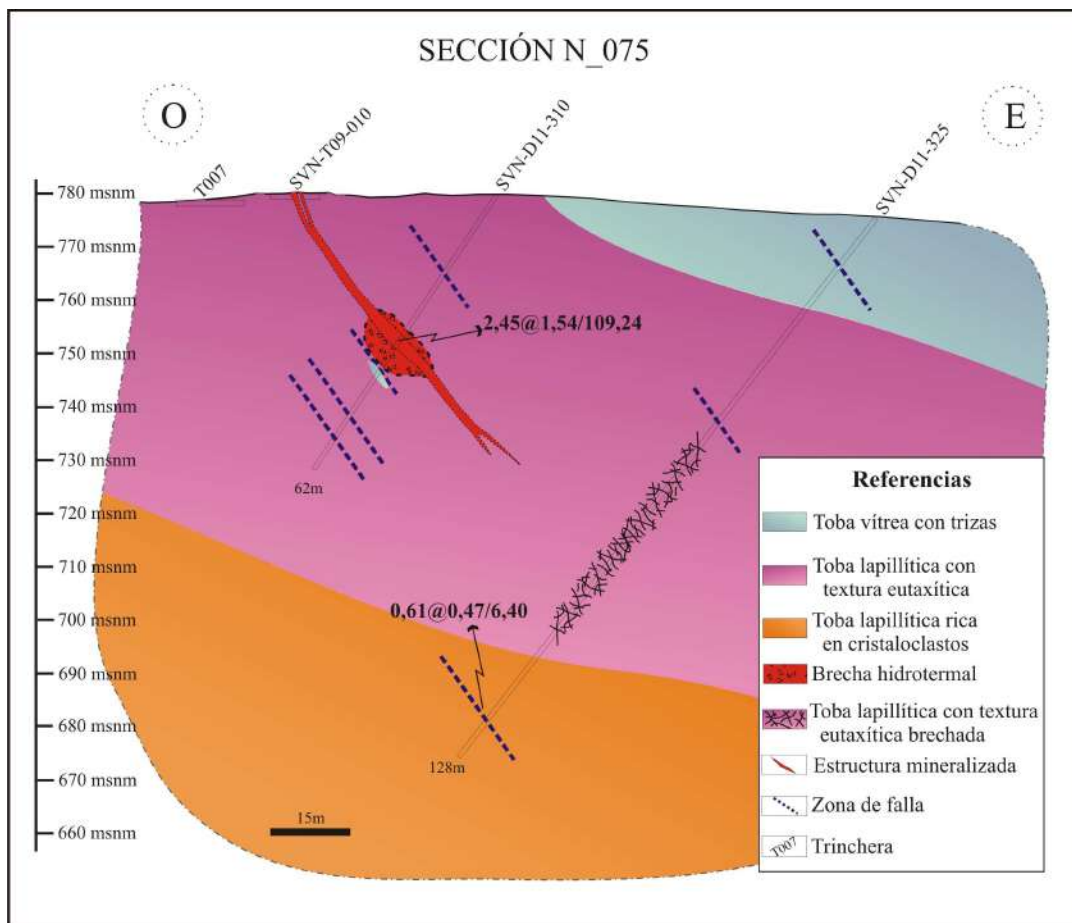 SECCIÓN N_075
O
E
T007
SVN-T09-010
SVN-D11-310
SVN-D11-325
780 msnm
770 msnm
760 msnm
750 msnm
740 msnm
730 msnm
720 msnm
710 msnm
700 msnm
690 msnm
680 msnm
670 msnm
660 msnm
2,45@1,54/109,24
62m
0,61@0,47/6,40
128m
15m
Referencias
Toba vítrea con trizas
Toba lapillítica con
textura eutaxítica
Toba lapillítica rica
en cristaloclastos
Brecha hidrotermal
Toba lapillítica con textura
eutaxítica brechada
Estructura mineralizada
Zona de falla
T007
Trinchera